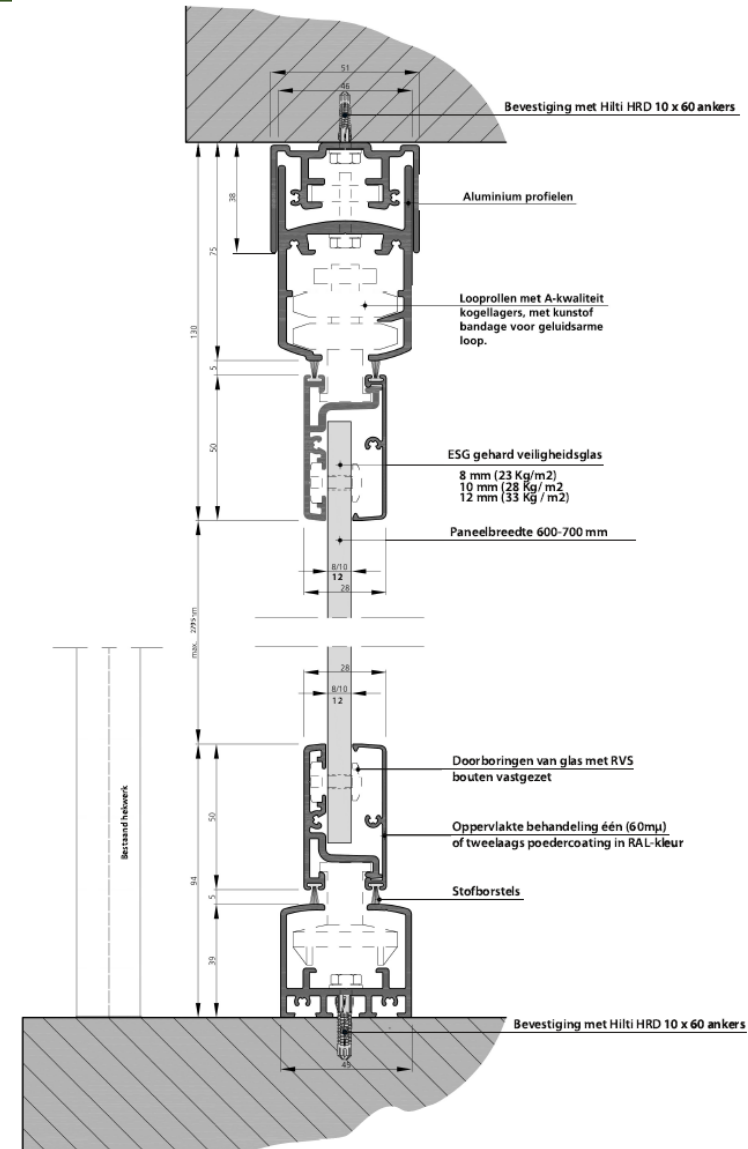 51
46
Bevestiging met Hilti HRD 10 x 60 ankers
38
Aluminium profielen
75
130
Looprollen met A-kwaliteit
kogellagers, met kunstof
bandage voor geluidsarme
loop.
5
50
ESG gehard veiligheidsglas
8 mm (23 Kg/m2)
10 mm (28 Kg/m2
12 mm (33 Kg/m2)
Paneelbreedte 600-700 mm
8/10
12
28
max. 2795mm
28
8/10
12
Doorboringen van glas met RVS
bouten vastgezet
50
Bestaand hekwerk
Oppervlakte behandeling één (60mµ)
of tweelaags poedercoating in RAL-kleur
94
5
Stofborstels
39
Bevestiging met Hilti HRD 10 x 60 ankers
45